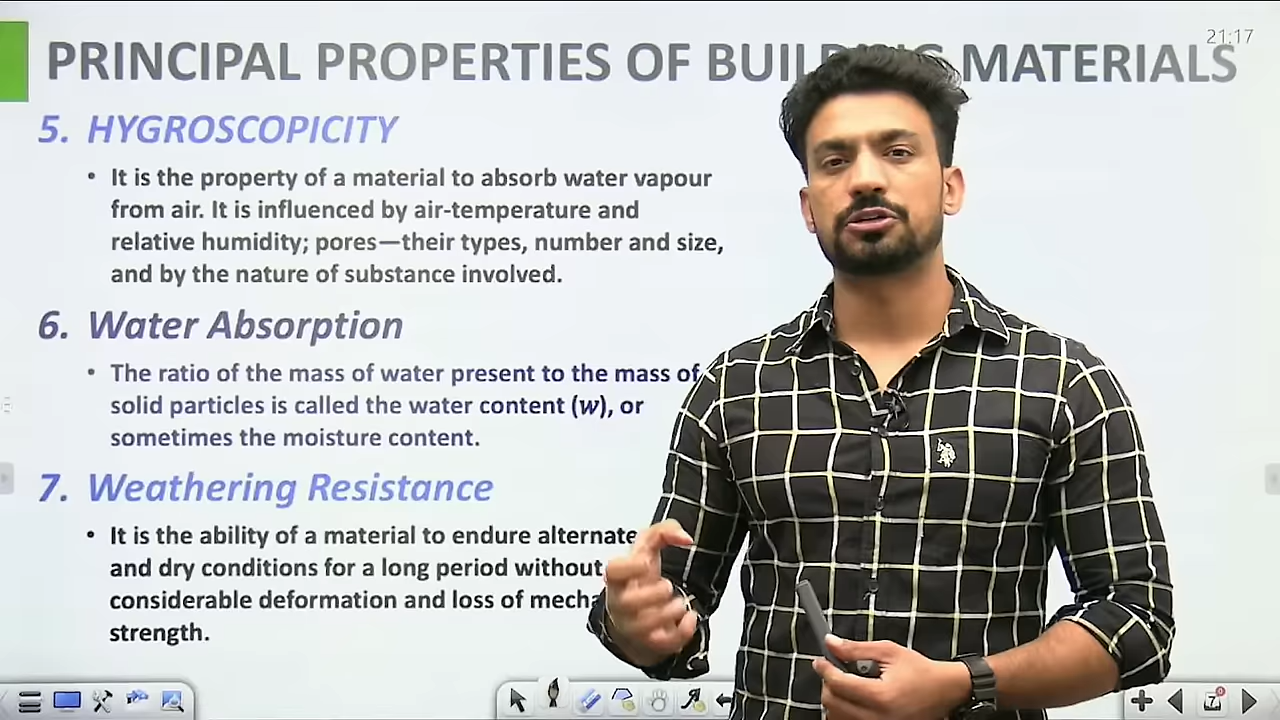 21:17
PRINCIPAL PROPERTIES OF BUILDING MATERIALS
5. HYGROSCOPICITY
• It is the property of a material to absorb water vapour
from air. It is influenced by air-temperature and
relative humidity; pores—their types, number and size,
and by the nature of substance involved.
6. Water Absorption
• The ratio of the mass of water present to the mass of
solid particles is called the water content (w), or
sometimes the moisture content.
7. Weathering Resistance
• It is the ability of a material to endure alternate
and dry conditions for a long period without
considerable deformation and loss of mecha
strength.
7